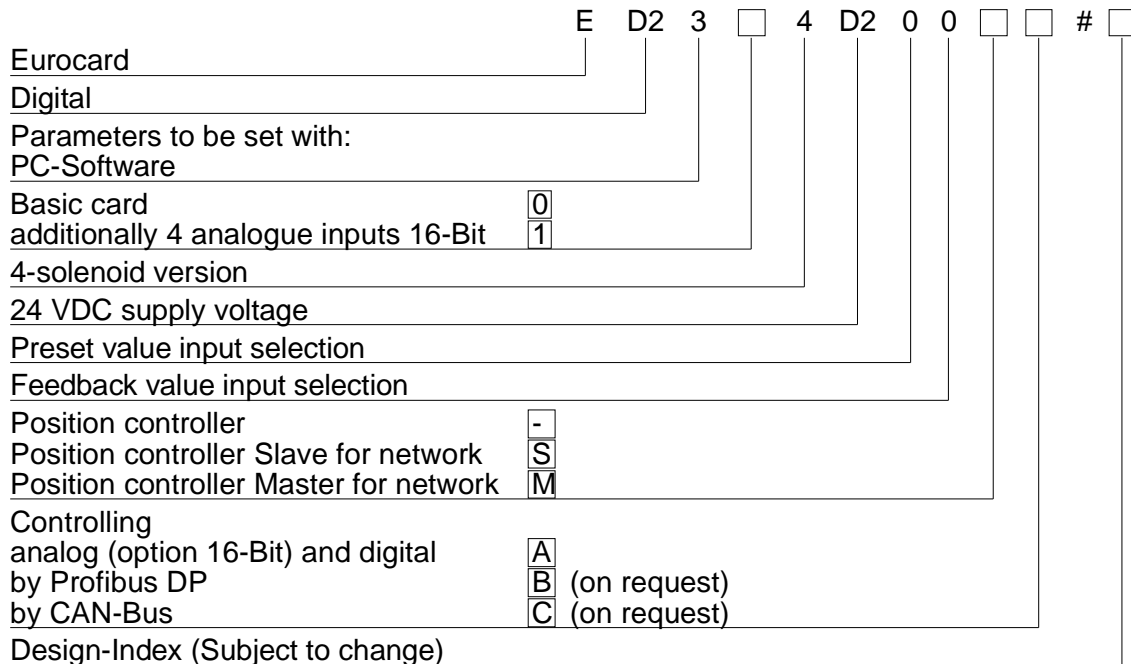 E D2 3 □ 4 D2 0 0 □ □ # □
Eurocard
Digital
Parameters to be set with:
PC-Software
Basic card 0
additionally 4 analogue inputs 16-Bit 1
4-solenoid version
24 VDC supply voltage
Preset value input selection
Feedback value input selection
Position controller -
Position controller Slave for network S
Position controller Master for network M
Controlling
analog (option 16-Bit) and digital A
by Profibus DP B (on request)
by CAN-Bus C (on request)
Design-Index (Subject to change)